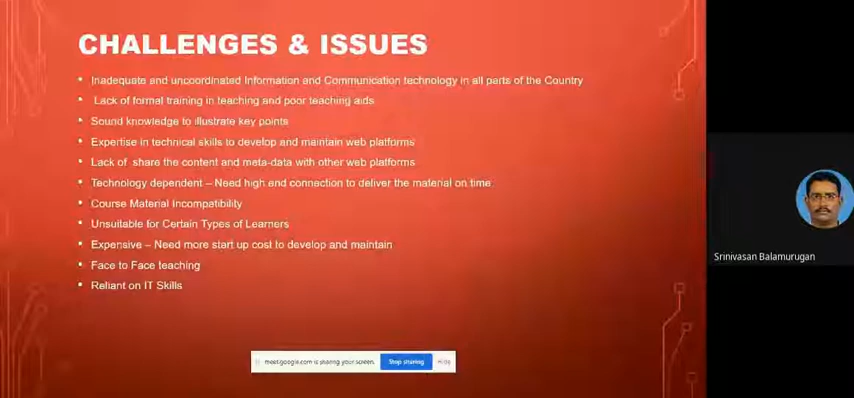 CHALLENGES & ISSUES
• Inadequate and uncoordinated Information and Communication technology in all parts of the Country
• Lack of formal training in teaching and poor teaching aids
• Sound knowledge to illustrate key points
• Expertise in technical skills to develop and maintain web platforms
• Lack of share the content and meta-data with other web platforms
• Technology dependent – Need high end connection to deliver the material on time
• Course Material Incompatibility
• Unsuitable for Certain Types of Learners
• Expensive – Need more start up cost to develop and maintain
• Face to Face teaching
• Reliant on IT Skills
meet.google.com is sharing your screen. Stop sharing Hide
Srinivasan Balamurugan